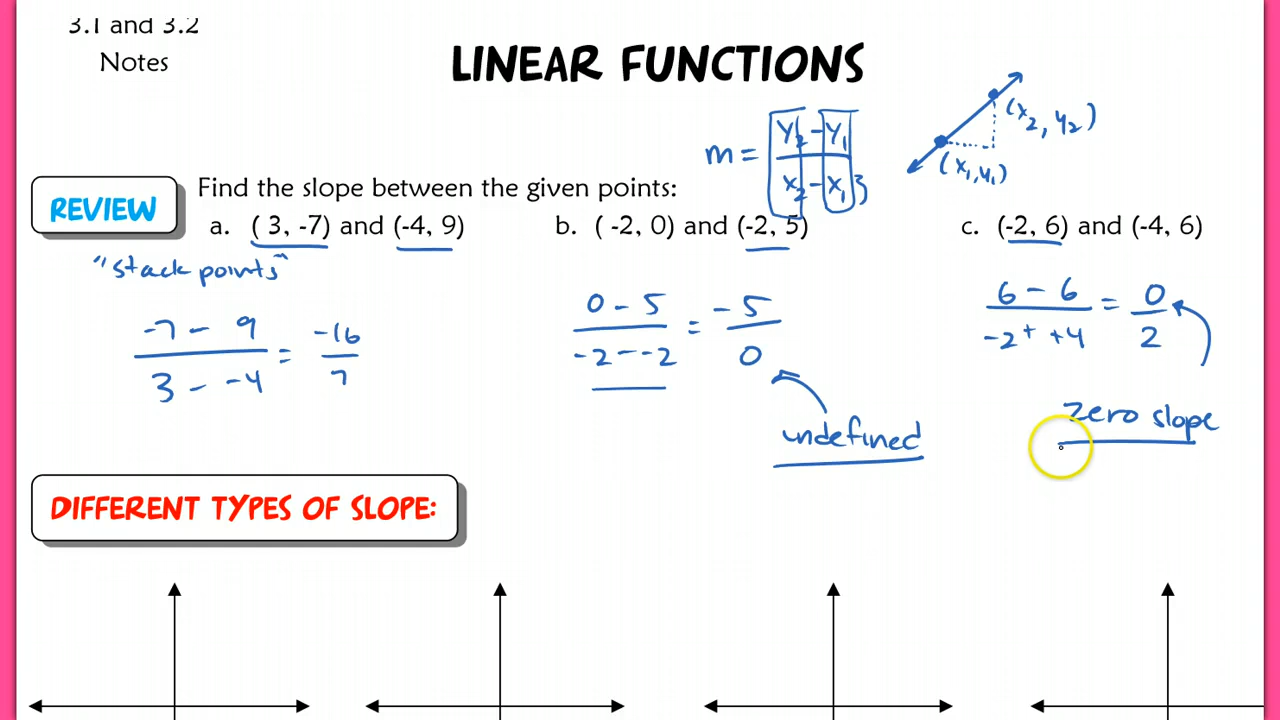 3.1 and 3.2
Notes
LINEAR FUNCTIONS
m = y2 - y1 / x2 - x1
(x2, y2)
(x1, y1)
REVIEW
Find the slope between the given points:
a. ( 3, -7) and (-4, 9)
b. ( -2, 0) and (-2, 5)
c. (-2, 6) and (-4, 6)
"stack points"
-7 - 9 / 3 - -4 = -16 / 7
0 - 5 / -2 - -2 = -5 / 0
6 - 6 / -2 + +4 = 0 / 2
undefined
zero slope
DIFFERENT TYPES OF SLOPE: